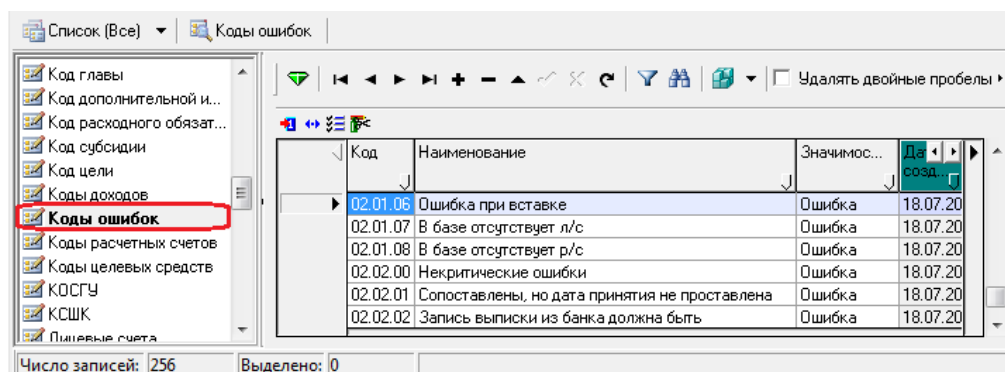 Список (Все) Коды ошибок
Код главы
Код дополнительной и...
Код расходного обязат...
Код субсидии
Код цели
Коды доходов
Коды ошибок
Коды расчетных счетов
Коды целевых средств
КОСГУ
КСШК
Лицевые счета
Удалять двойные пробелы
Код Наименование Значимос... Да
созд...
02.01.06 Ошибка при вставке Ошибка 18.07.20
02.01.07 В базе отсутствует л/с Ошибка 18.07.20
02.01.08 В базе отсутствует р/с Ошибка 18.07.20
02.02.00 Некритические ошибки Ошибка 18.07.20
02.02.01 Сопоставлены, но дата принятия не проставлена Ошибка 18.07.20
02.02.02 Запись выписки из банка должна быть Ошибка 18.07.20
Число записей: 256 Выделено: 0